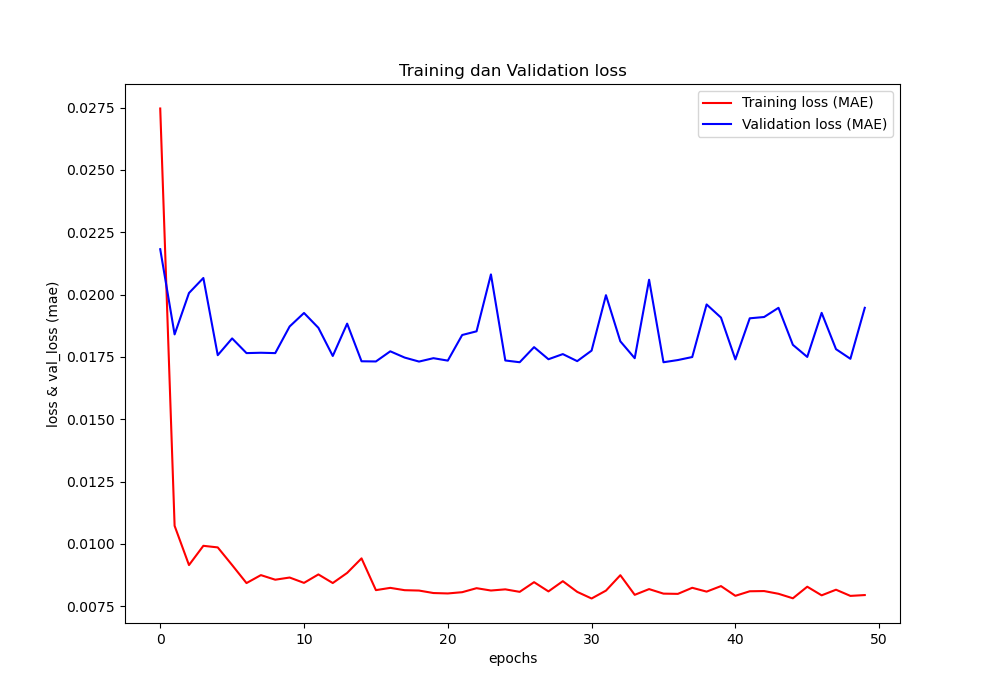 Training dan Validation loss
Training loss (MAE)
Validation loss (MAE)
loss & val_loss (mae)
0.0275
0.0250
0.0225
0.0200
0.0175
0.0150
0.0125
0.0100
0.0075
0 10 20 30 40 50
epochs